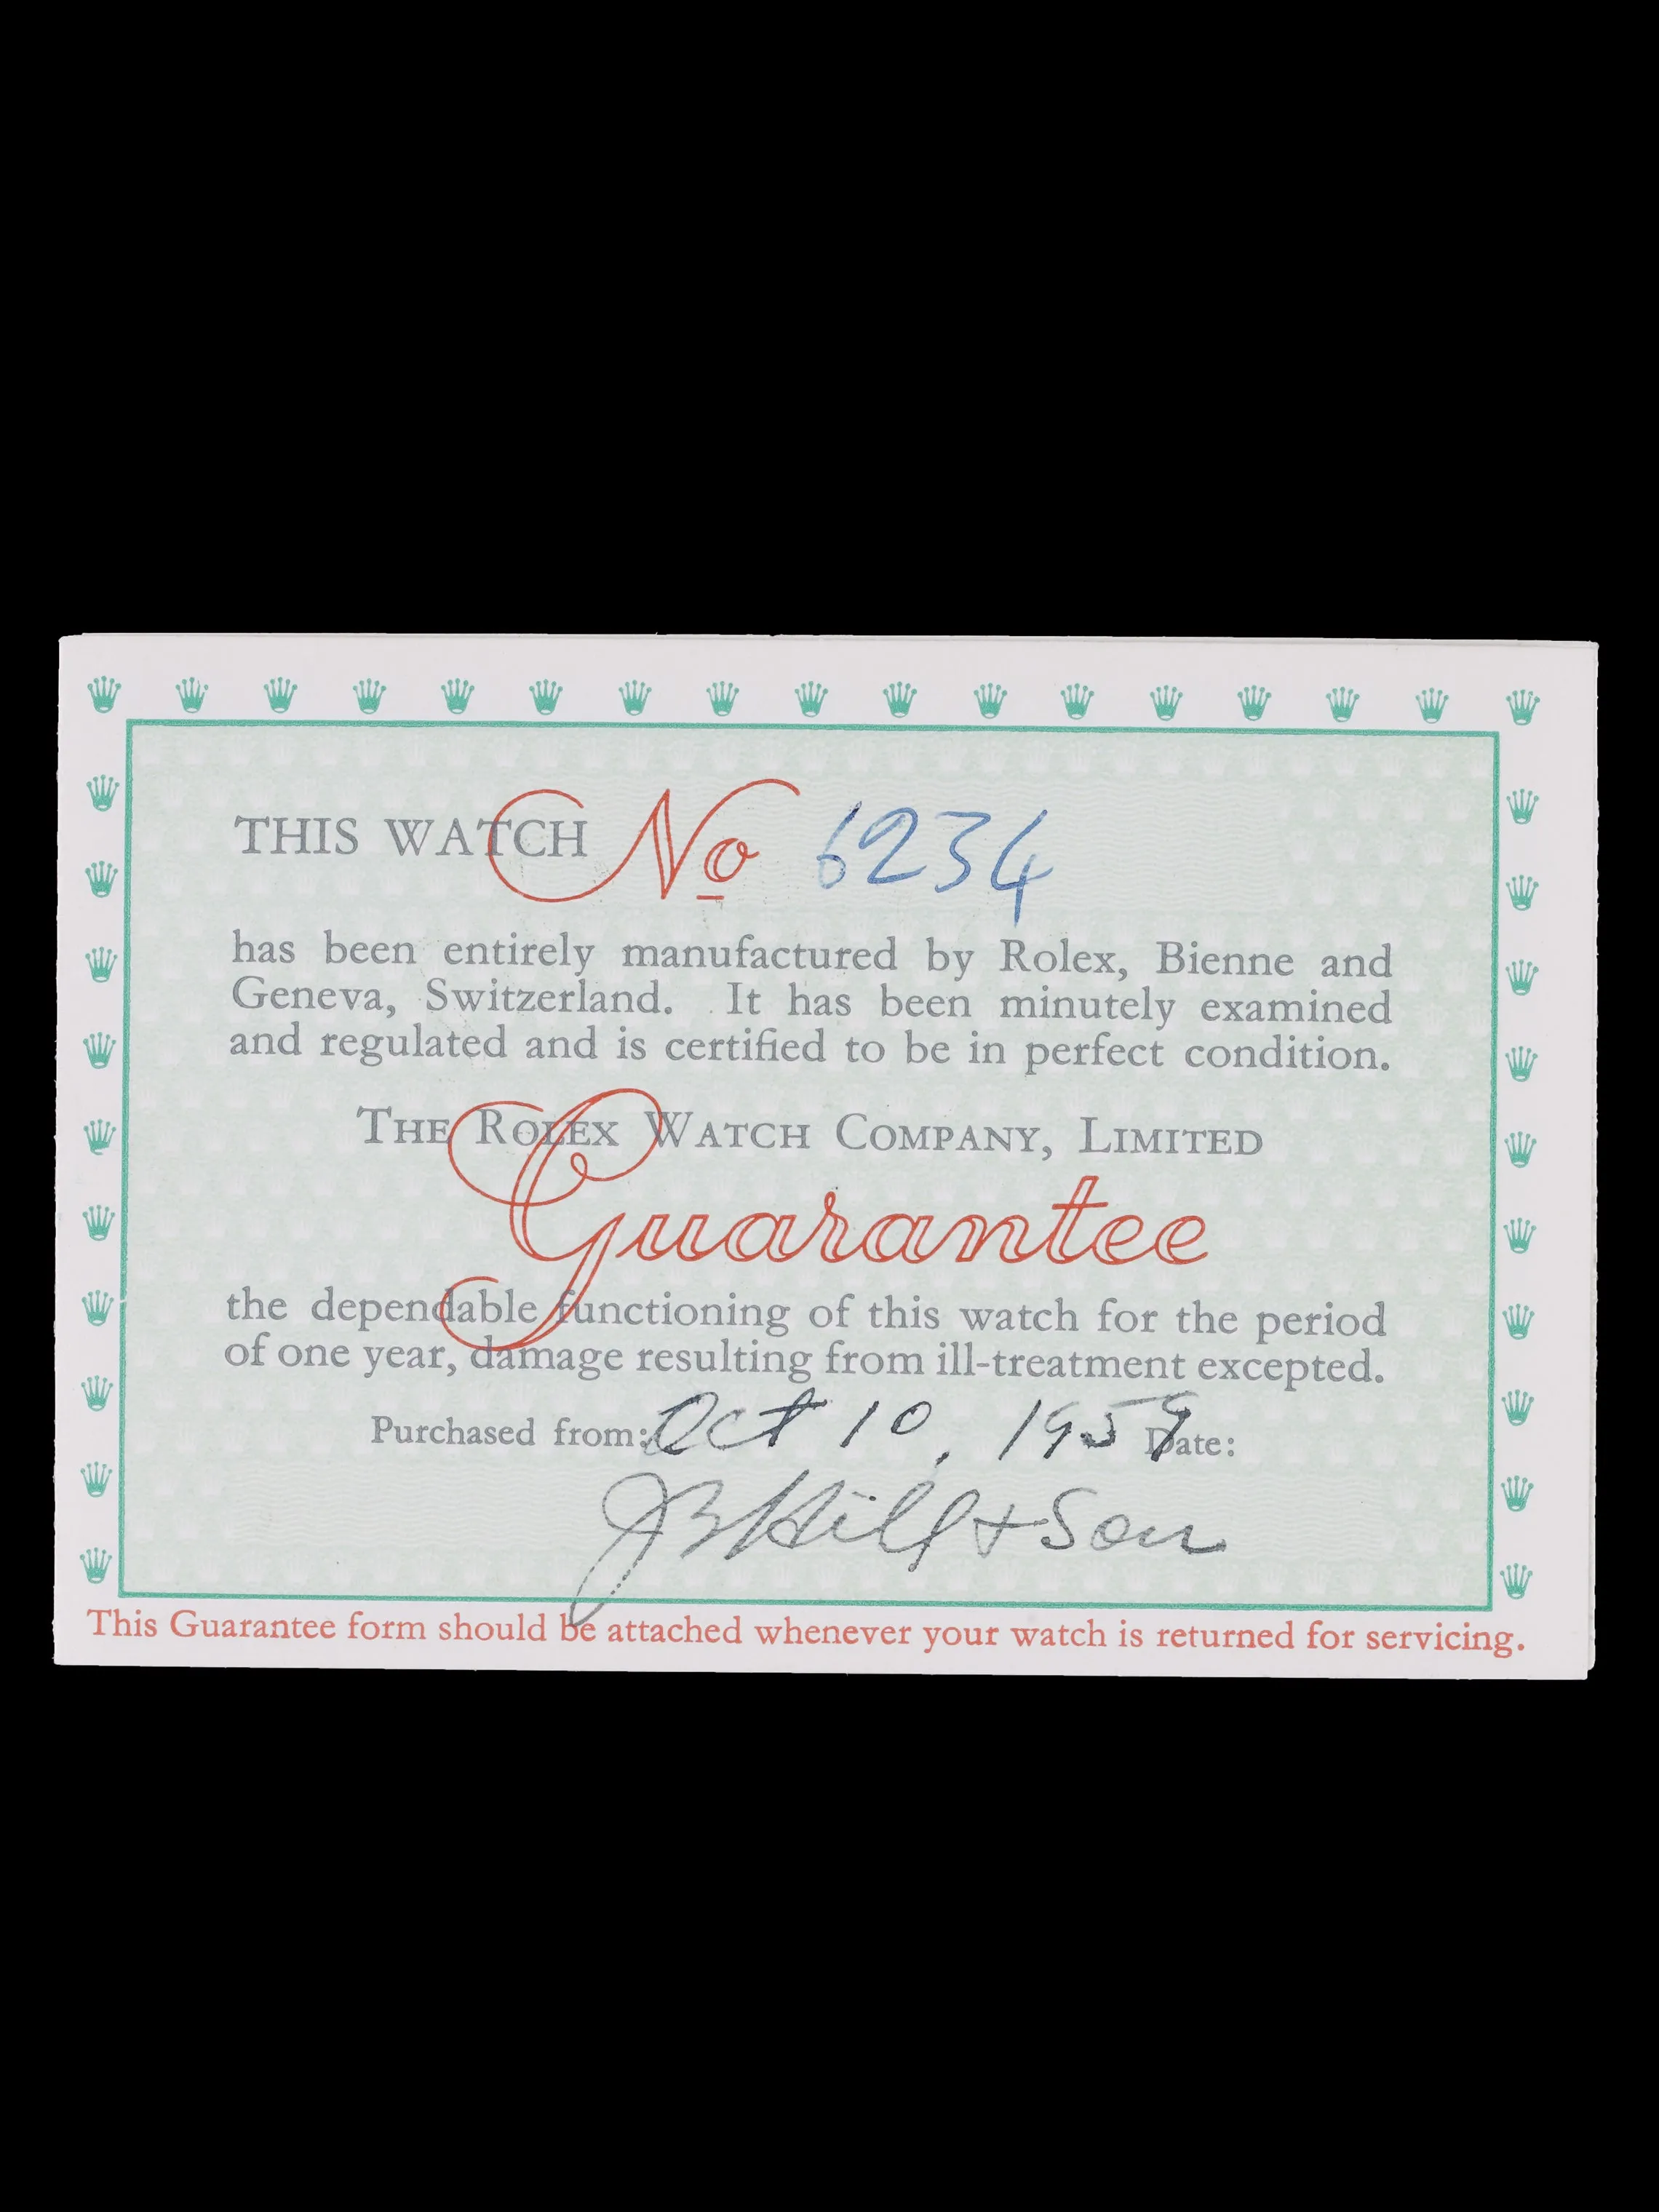 THIS WATCH No 6234
has been entirely manufactured by Rolex, Bienne and
Geneva, Switzerland. It has been minutely examined
and regulated and is certified to be in perfect condition.
THE ROLEX WATCH COMPANY, LIMITED
Guarantee
the dependable functioning of this watch for the period
of one year, damage resulting from ill-treatment excepted.
Purchased from: Oct 10, 1959 Date:
JB Hill + Son
This Guarantee form should be attached whenever your watch is returned for servicing.